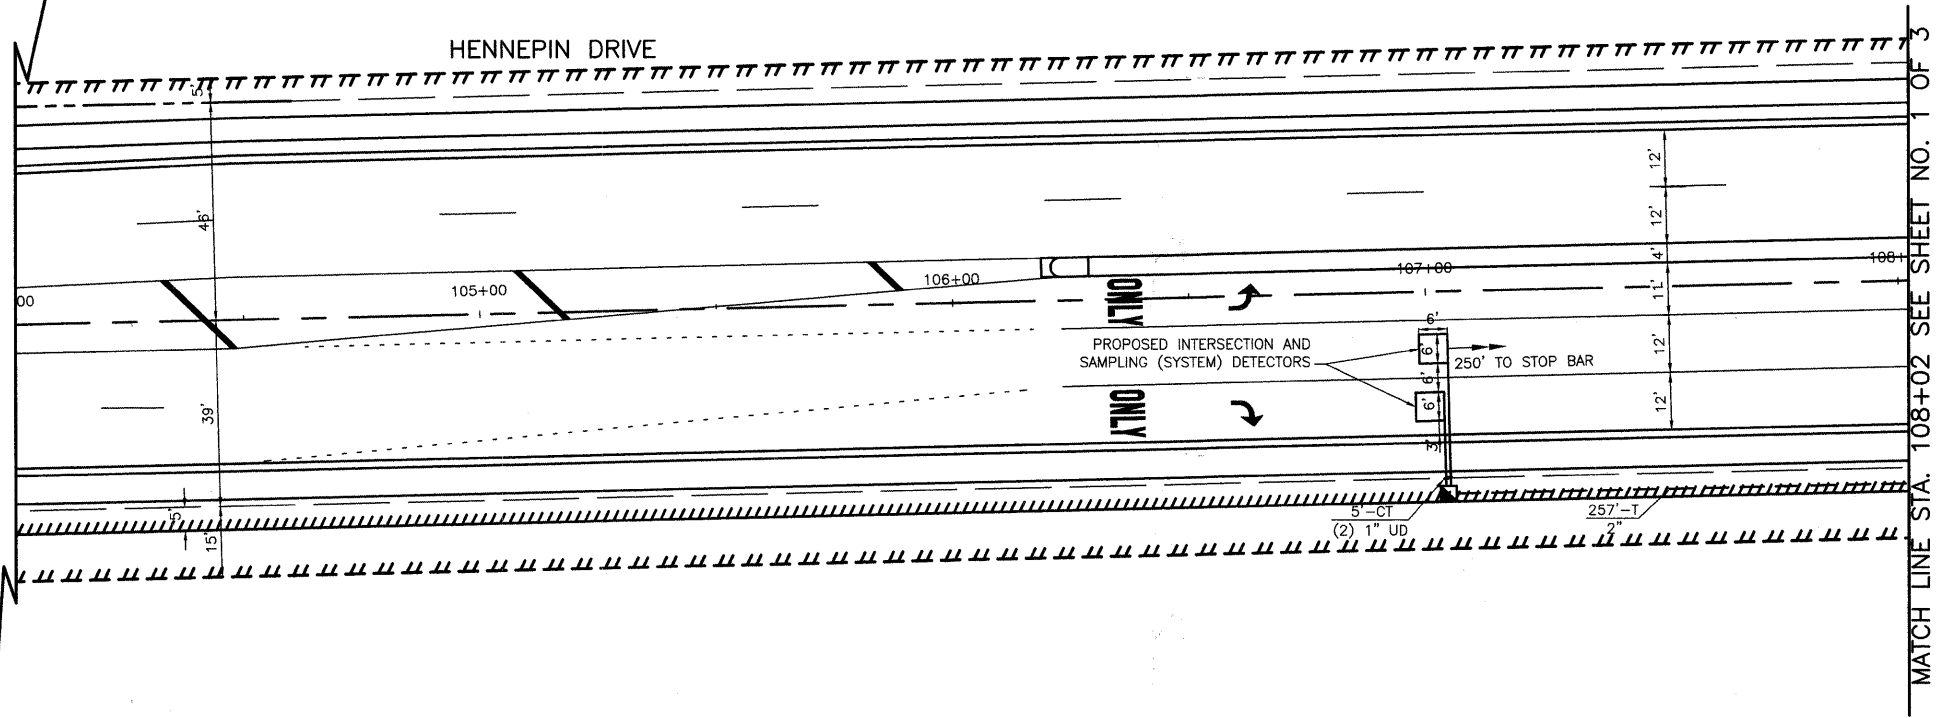 HENNEPIN DRIVE
5'
46'
39'
5'
15'
00
105+00
106+00
107+00
108+
ONLY
ONLY
PROPOSED INTERSECTION AND
SAMPLING (SYSTEM) DETECTORS
6'
6'
6'
6'
3'
250' TO STOP BAR
12'
12'
4'
11'
12'
12'
5'-CT
(2) 1" UD
257'-T
2"
MATCH LINE STA. 108+02 SEE SHEET NO. 1 OF 3